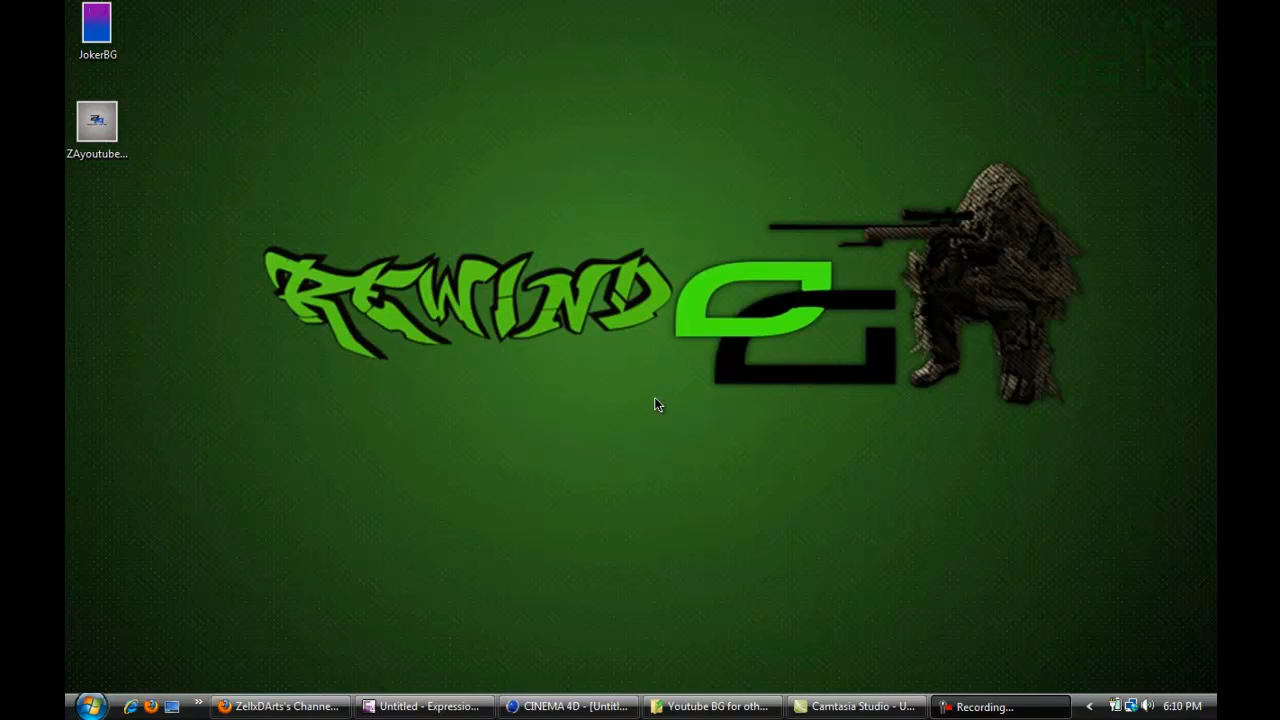 JokerBG
ZAyoutube...
REWIND
ZellxDArts's Channe...
Untitled - Expressio...
CINEMA 4D - [Untitl...
Youtube BG for oth...
Camtasia Studio - U...
Recording...
6:10 PM